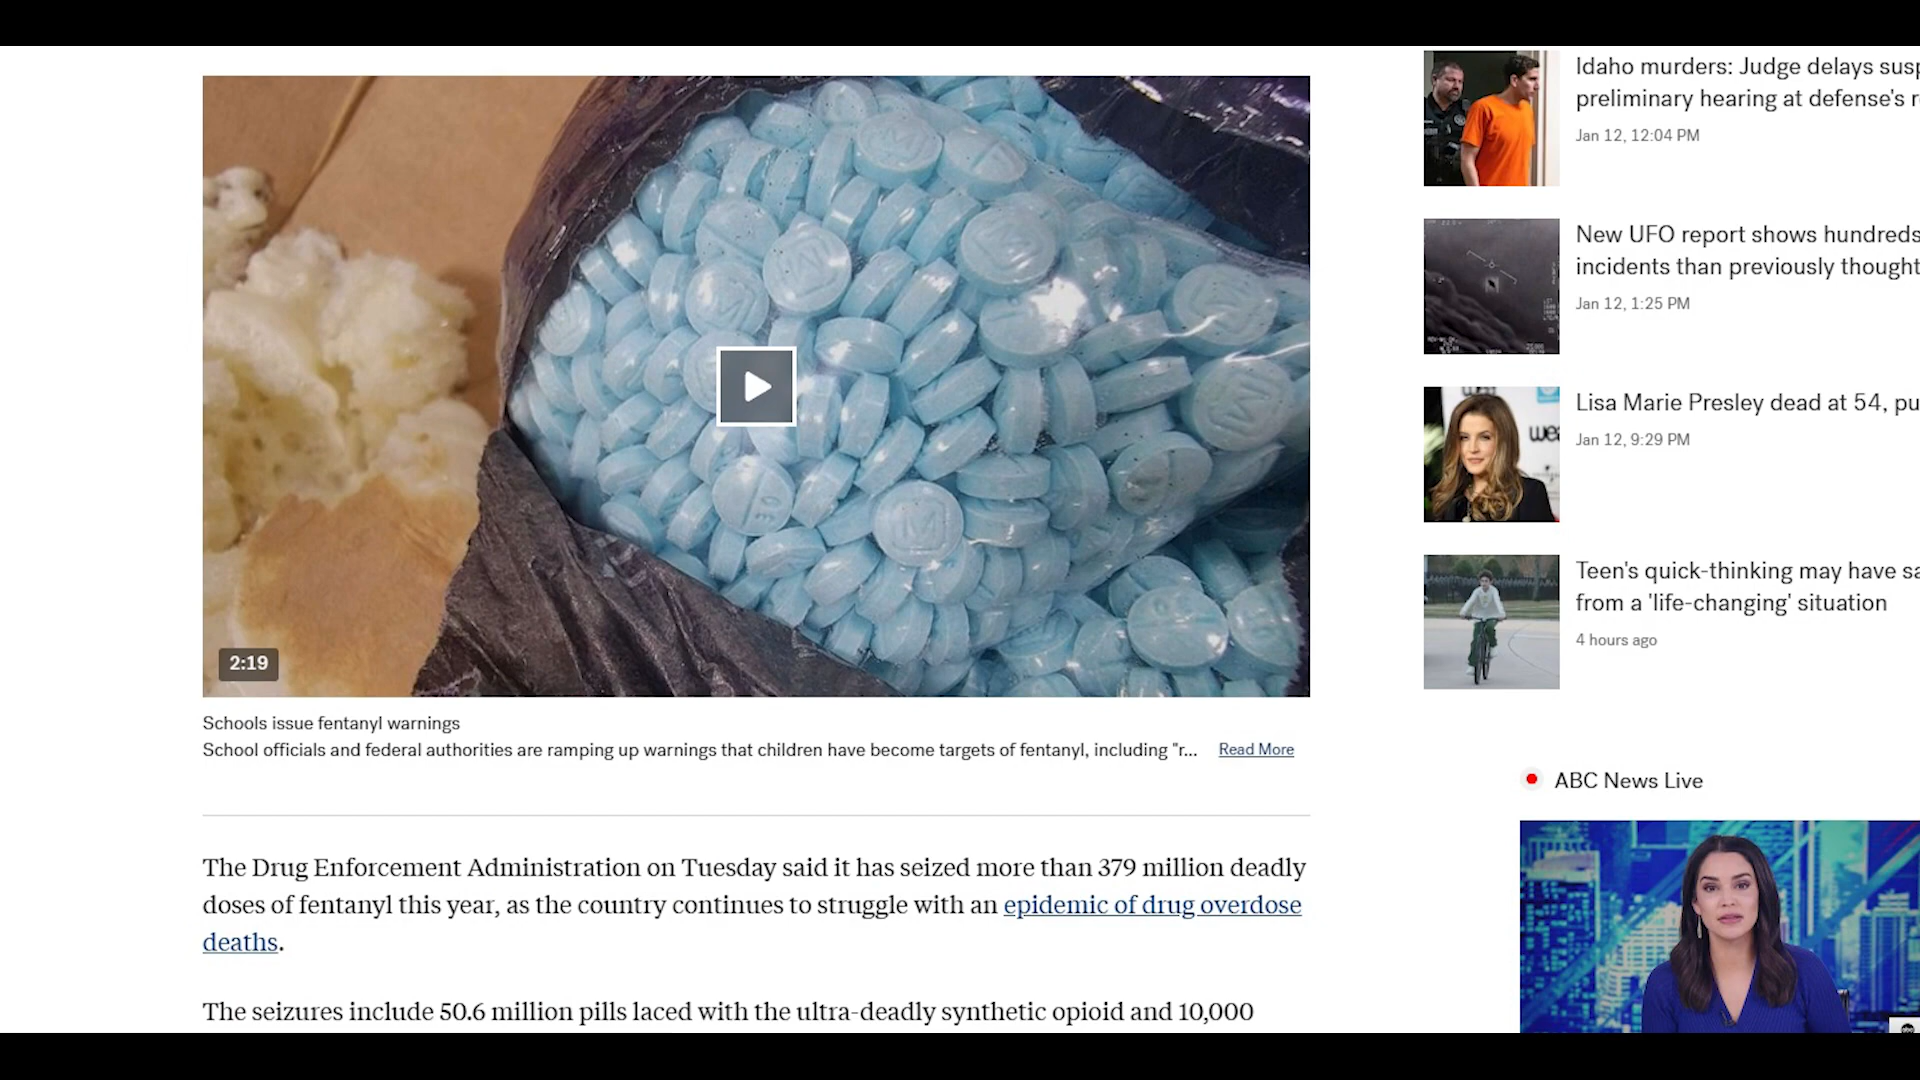 2:19
Schools issue fentanyl warnings
School officials and federal authorities are ramping up warnings that children have become targets of fentanyl, including "r... Read More
The Drug Enforcement Administration on Tuesday said it has seized more than 379 million deadly
doses of fentanyl this year, as the country continues to struggle with an epidemic of drug overdose
deaths.
The seizures include 50.6 million pills laced with the ultra-deadly synthetic opioid and 10,000
Idaho murders: Judge delays susp
preliminary hearing at defense's r
Jan 12, 12:04 PM
New UFO report shows hundreds
incidents than previously thought
Jan 12, 1:25 PM
Lisa Marie Presley dead at 54, pu
Jan 12, 9:29 PM
Teen's quick-thinking may have sa
from a 'life-changing' situation
4 hours ago
ABC News Live